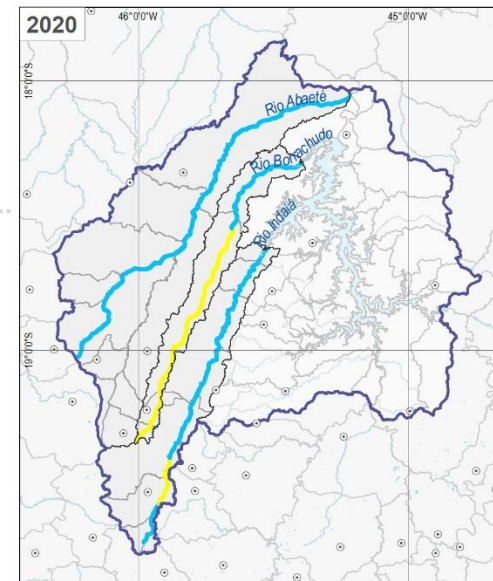 2020
46°0'0"W
45°0'0"W
18°0'0"S
19°0'0"S
Rio Abaeté
Rio Borrachudo
Rio Indaiá